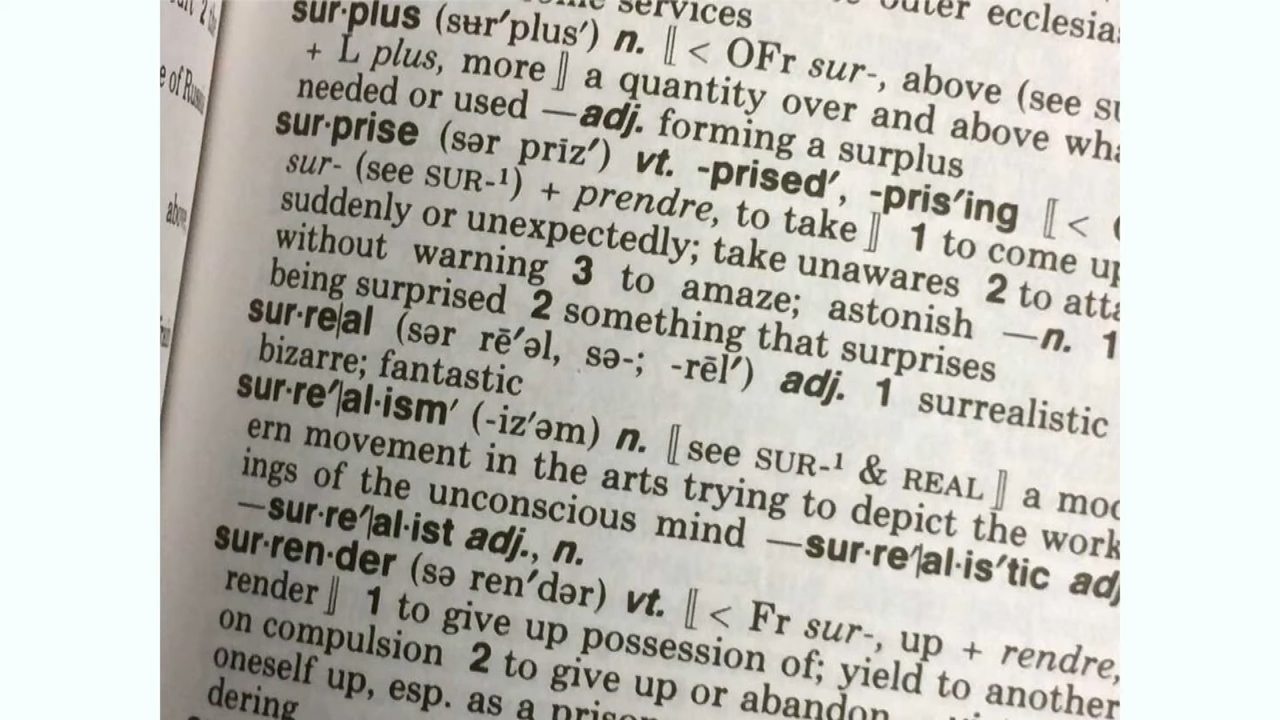 services
outer ecclesia
sur·plus (sur′plus′) n. ⟦< OFr sur-, above (see su
+ L plus, more⟧ a quantity over and above wha
needed or used —adj. forming a surplus
sur·prise (sər prīz′) vt. -prised′, -pris′ing ⟦<
sur- (see SUR-¹) + prendre, to take⟧ 1 to come up
suddenly or unexpectedly; take unawares 2 to atta
without warning 3 to amaze; astonish —n. 1
being surprised 2 something that surprises
sur·re|al (sər rē′əl, sə-; -rēl′) adj. 1 surrealistic
bizarre; fantastic
sur·re′|al·ism′ (-iz′əm) n. ⟦see SUR-¹ & REAL⟧ a mod
ern movement in the arts trying to depict the work
ings of the unconscious mind —sur·re′|al·is′tic adj
—sur·re′|al·ist adj., n.
sur·ren·der (sə ren′dər) vt. ⟦< Fr sur-, up + rendre,
render⟧ 1 to give up possession of; yield to another
on compulsion 2 to give up or abandon
oneself up, esp. as a prison
dering